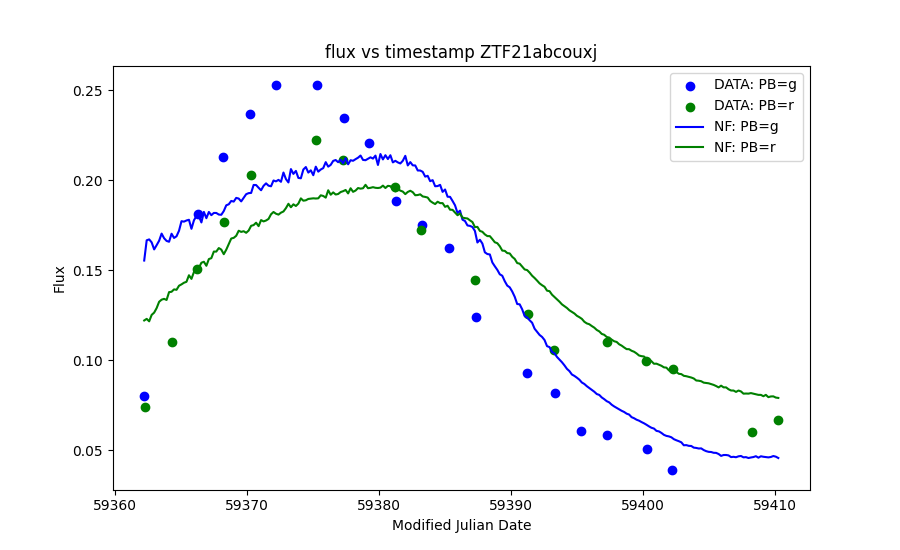 flux vs timestamp ZTF21abcouxj
DATA: PB=g
DATA: PB=r
NF: PB=g
NF: PB=r
0.25
0.20
0.15
0.10
0.05
Flux
59360 59370 59380 59390 59400 59410
Modified Julian Date